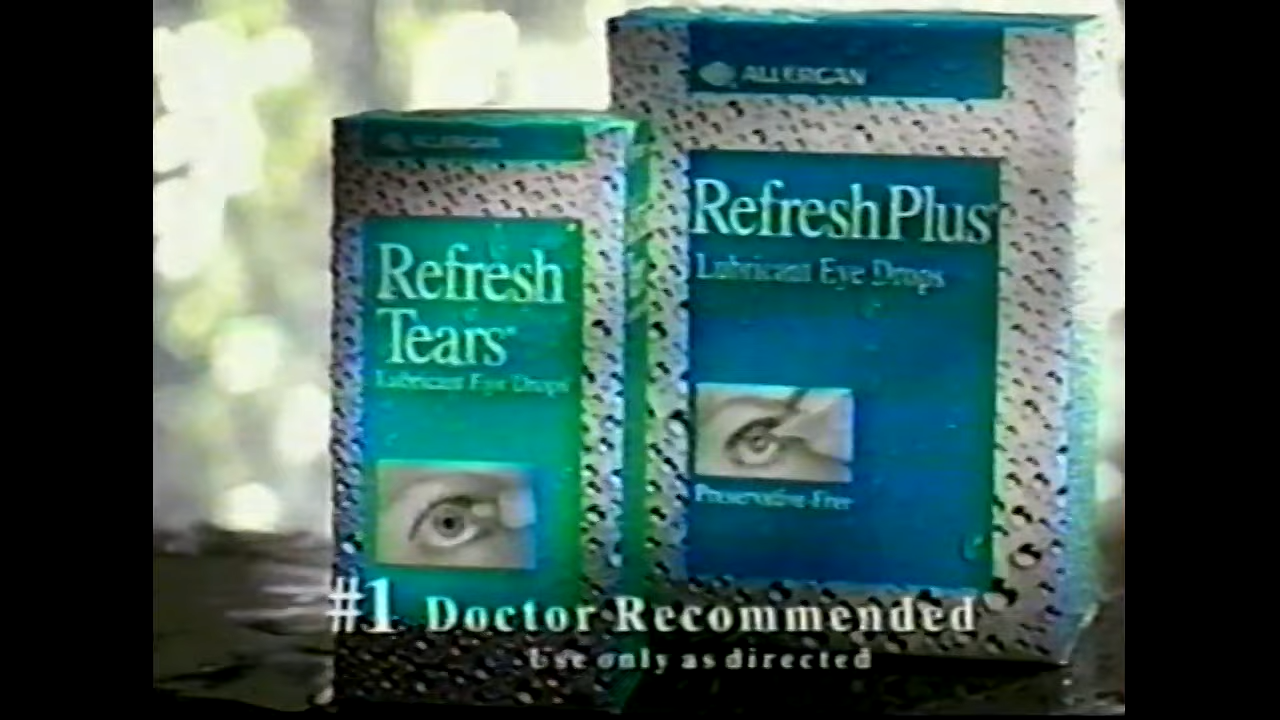 ALLERGAN
Refresh
Tears
Lubricant Eye Drops
ALLERGAN
Refresh Plus
Lubricant Eye Drops
Preservative-Free
#1 Doctor Recommended
Use only as directed